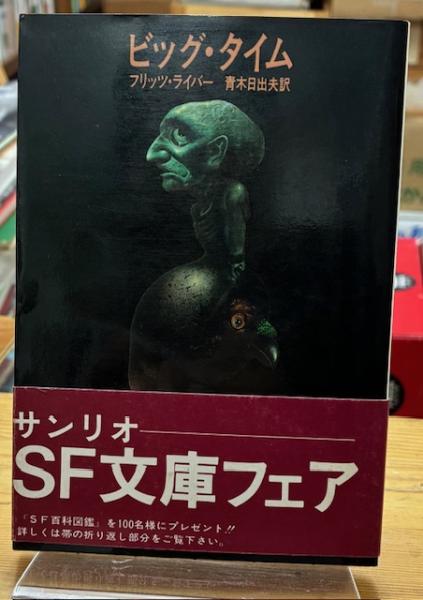 ビッグ・タイム
フリッツ・ライバー 青木日出夫訳
サンリオ
SF文庫フェア
『SF百科図鑑』を100名様にプレゼント!!
詳しくは帯の折り返し部分をご覧下さい。